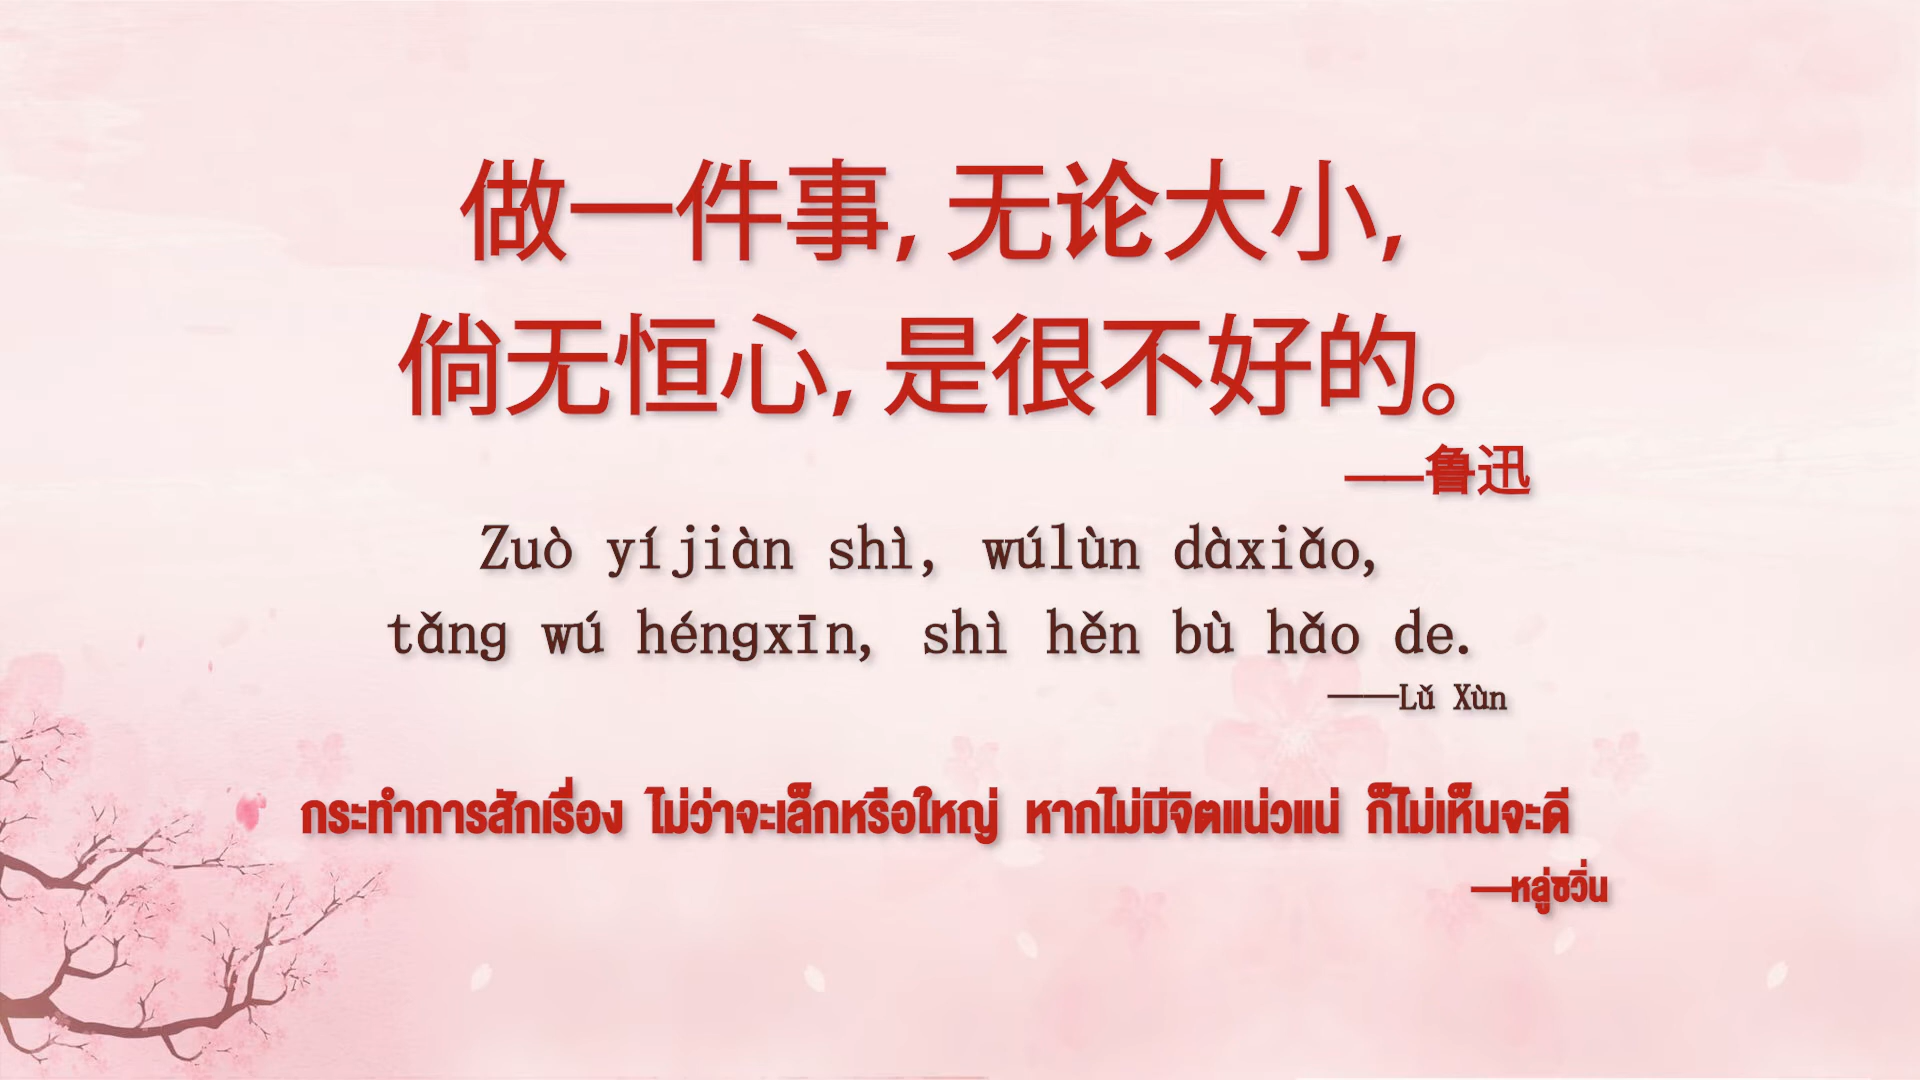 做一件事, 无论大小,
倘无恒心, 是很不好的。
——鲁迅
Zuò yíjiàn shì, wúlùn dàxiǎo,
tǎng wú héngxīn, shì hěn bù hǎo de.
——Lǔ Xùn
กระทำการสักเรื่อง ไม่ว่าจะเล็กหรือใหญ่ หากไม่มีจิตแน่วแน่ ก็ไม่เห็นจะดี
—หลู่ซวิ่น